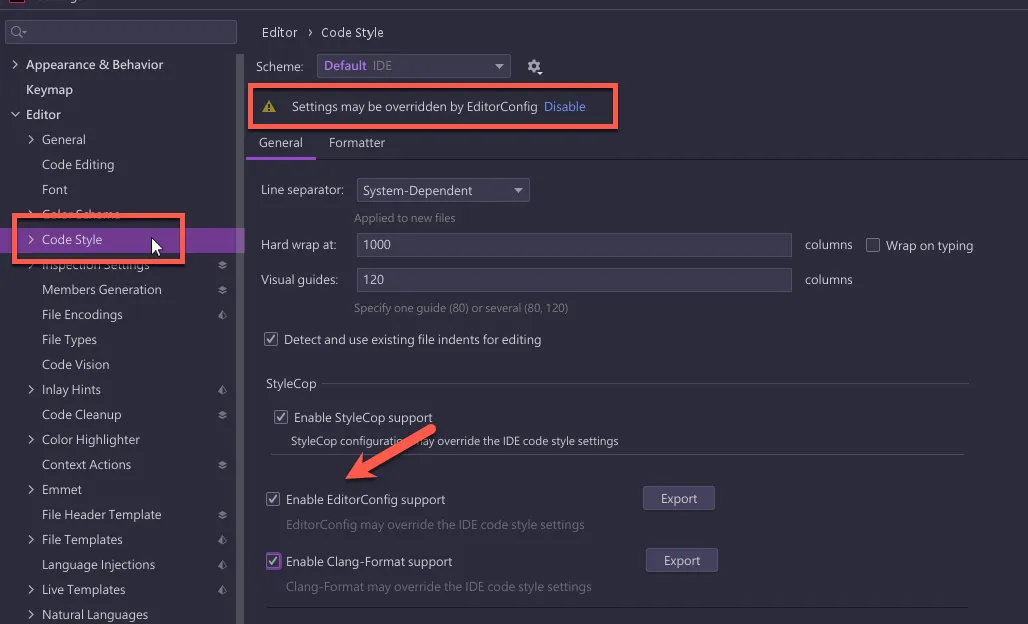 Editor › Code Style
Scheme: Default IDE
Settings may be overridden by EditorConfig Disable
General Formatter
Line separator: System-Dependent
Applied to new files
Hard wrap at: 1000 columns Wrap on typing
Visual guides: 120 columns
Specify one guide (80) or several (80, 120)
Detect and use existing file indents for editing
StyleCop
Enable StyleCop support
StyleCop may override the IDE code style settings
Enable EditorConfig support Export
EditorConfig may override the IDE code style settings
Enable Clang-Format support Export
Clang-Format may override the IDE code style settings
Appearance & Behavior
Keymap
Editor
General
Code Editing
Font
Color Scheme
Code Style
Inspection Settings
Members Generation
File Encodings
File Types
Code Vision
Inlay Hints
Code Cleanup
Color Highlighter
Context Actions
Emmet
File Header Template
File Templates
Language Injections
Live Templates
Natural Languages